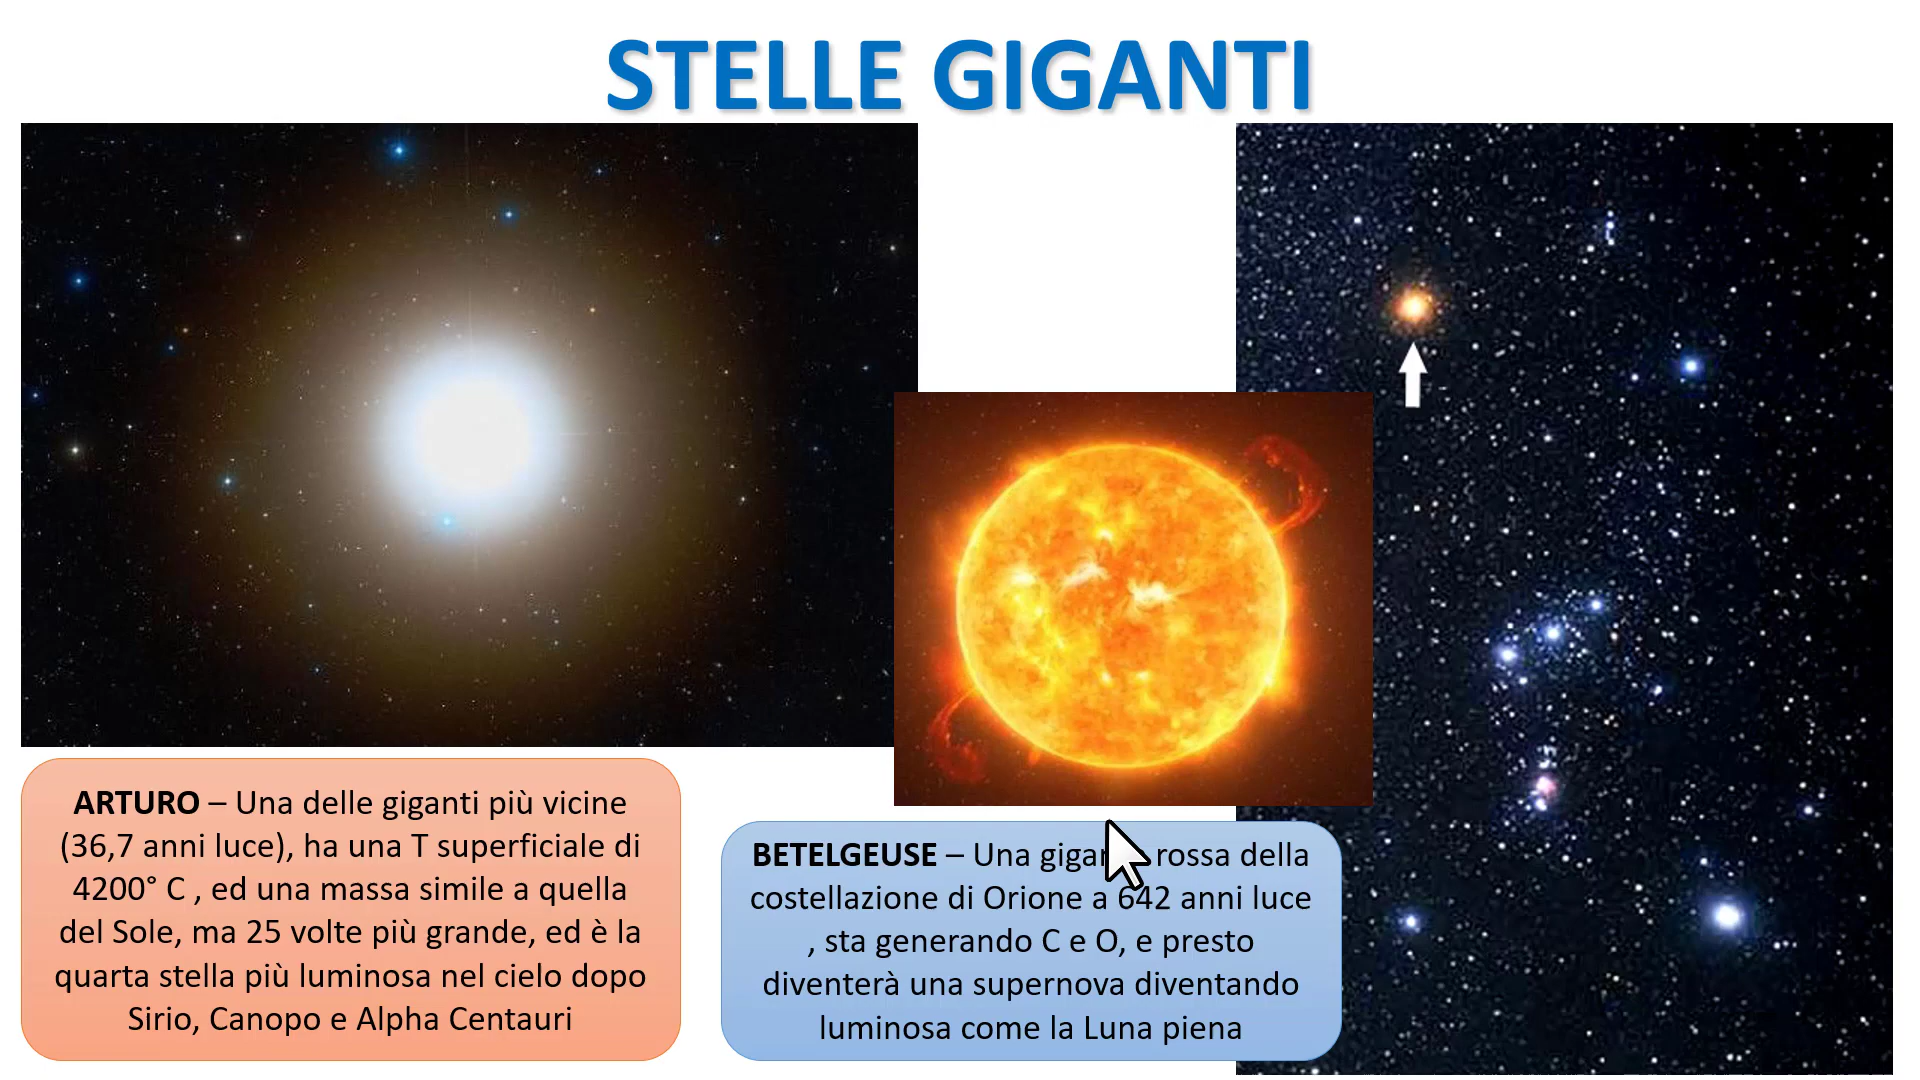 STELLE GIGANTI
ARTURO – Una delle giganti più vicine
(36,7 anni luce), ha una T superficiale di
4200° C , ed una massa simile a quella
del Sole, ma 25 volte più grande, ed è la
quarta stella più luminosa nel cielo dopo
Sirio, Canopo e Alpha Centauri
BETELGEUSE – Una rossa della
costellazione di Orione a 642 anni luce
, sta generando C e O, e presto
diventerà una supernova diventando
luminosa come la Luna piena